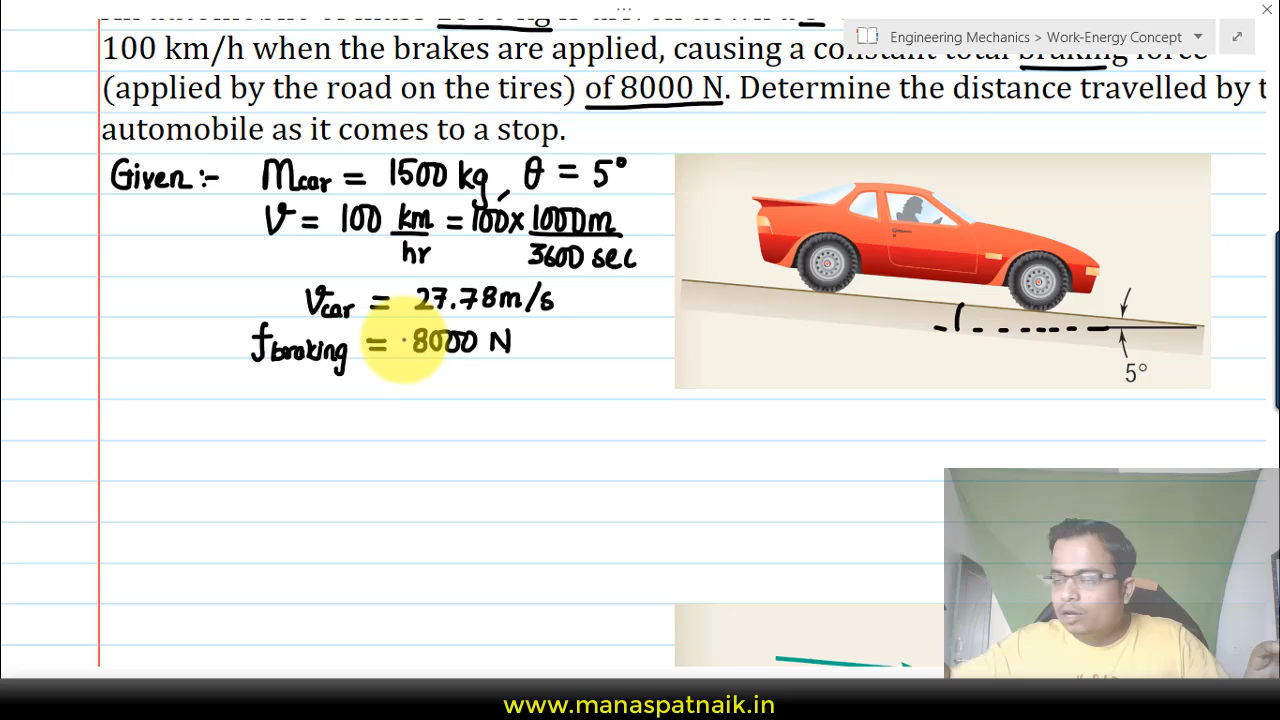 Engineering Mechanics > Work-Energy Concept
100 km/h when the brakes are applied, causing a constant total braking force
(applied by the road on the tires) of 8000 N. Determine the distance travelled by t
automobile as it comes to a stop.
Given :- Mcar = 1500 kg, θ = 5°
V = 100 km/hr = 100 x 1000m/3600 sec
Vcar = 27.78 m/s
fbraking = 8000 N
5°
www.manaspatnaik.in